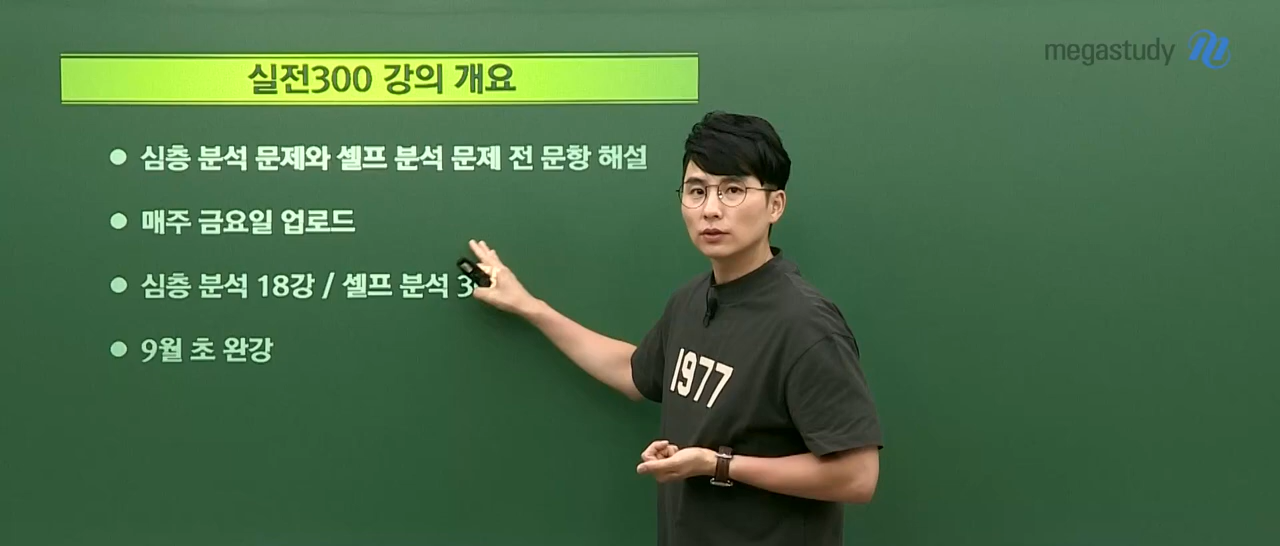 megastudy
실전300 강의 개요
심층 분석 문제와 셀프 분석 문제 전 문항 해설
매주 금요일 업로드
심층 분석 18강 / 셀프 분석
9월 초 완강
1977